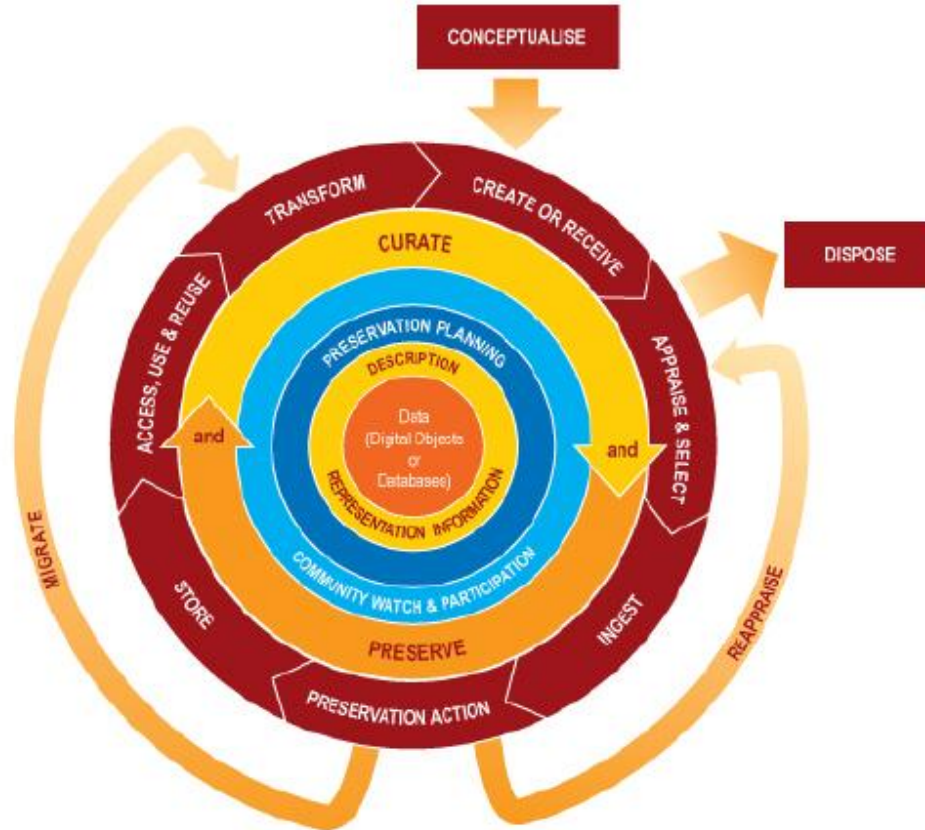 CONCEPTUALISE
TRANSFORM
CREATE OR RECEIVE
DISPOSE
CURATE
ACCESS, USE & REUSE
PRESERVATION PLANNING
DESCRIPTION
APPRAISE & SELECT
Data
(Digital Objects
or
Databases)
and
and
REPRESENTATION INFORMATION
COMMUNITY WATCH & PARTICIPATION
MIGRATE
STORE
INGEST
REAPPRAISE
PRESERVE
PRESERVATION ACTION